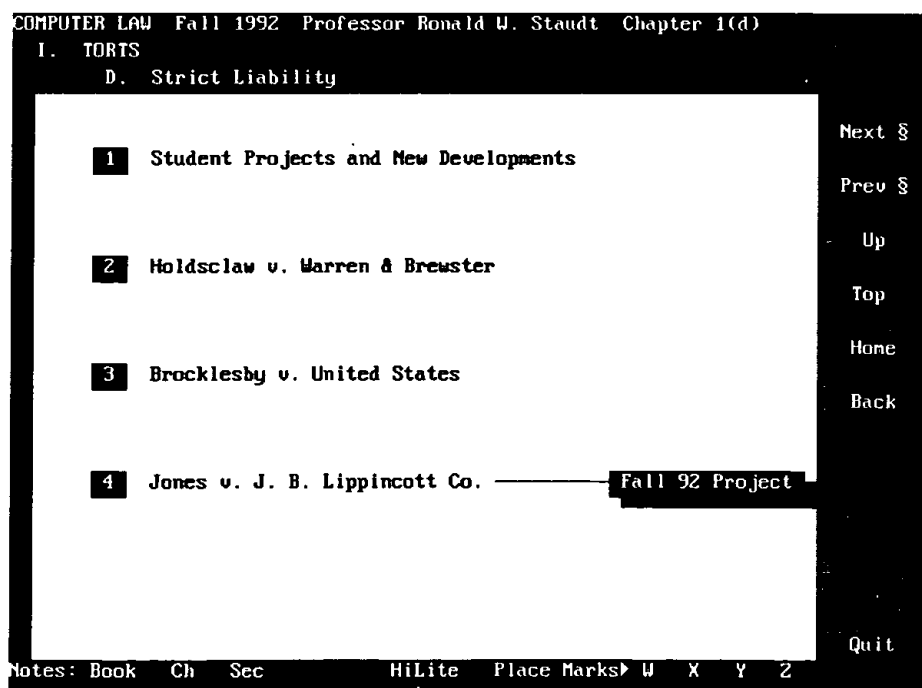 COMPUTER LAW Fall 1992 Professor Ronald W. Staudt Chapter 1(d)
I. TORTS
D. Strict Liability
1 Student Projects and New Developments
2 Holdsclaw v. Warren & Brewster
3 Brocklesby v. United States
4 Jones v. J. B. Lippincott Co. Fall 92 Project
Next §
Prev §
Up
Top
Home
Back
Quit
Notes: Book Ch Sec HiLite Place Marks▶ W X Y Z